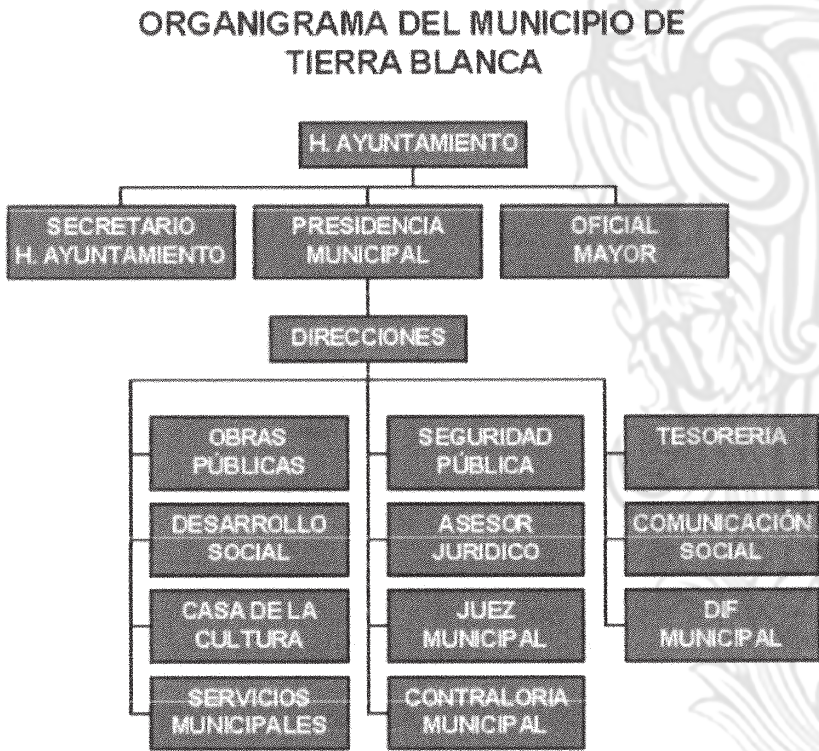 ORGANIGRAMA DEL MUNICIPIO DE
TIERRA BLANCA
H. AYUNTAMIENTO
SECRETARIO
H. AYUNTAMIENTO
PRESIDENCIA
MUNICIPAL
OFICIAL
MAYOR
DIRECCIONES
OBRAS
PÚBLICAS
SEGURIDAD
PÚBLICA
TESORERIA
DESARROLLO
SOCIAL
ASESOR
JURIDICO
COMUNICACIÓN
SOCIAL
CASA DE LA
CULTURA
JUEZ
MUNICIPAL
DIF
MUNICIPAL
SERVICIOS
MUNICIPALES
CONTRALORIA
MUNICIPAL